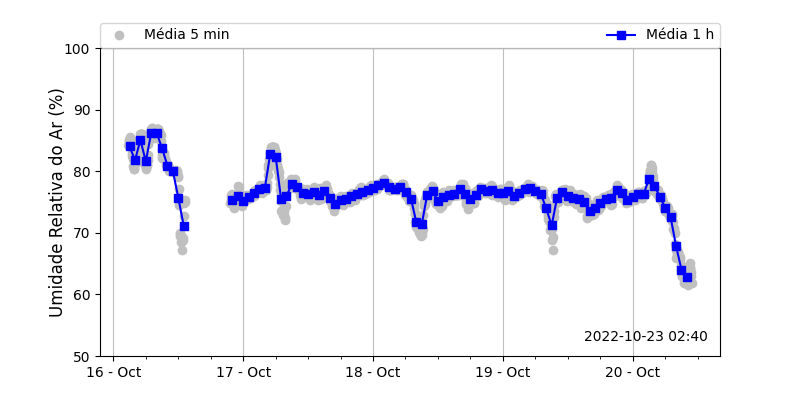 Média 5 min Média 1 h
Umidade Relativa do Ar (%)
100
90
80
70
60
50
2022-10-23 02:40
16 - Oct 17 - Oct 18 - Oct 19 - Oct 20 - Oct